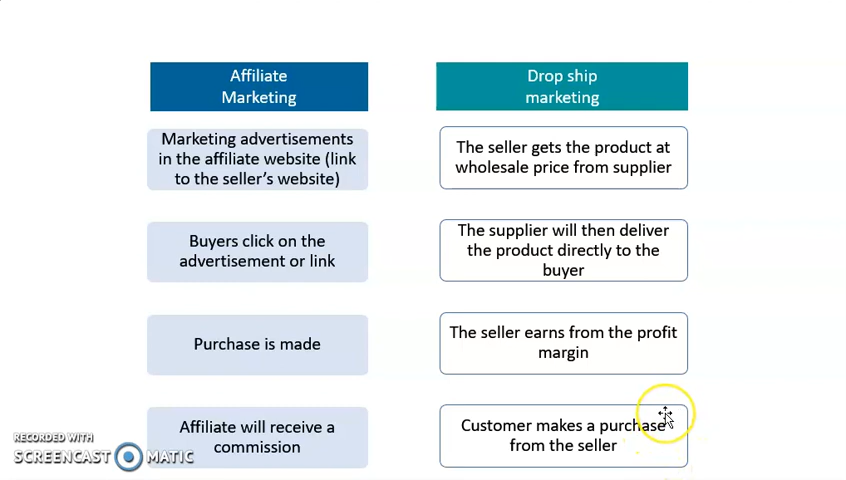 Affiliate
Marketing
Marketing advertisements
in the affiliate website (link
to the seller's website)
Buyers click on the
advertisement or link
Purchase is made
Affiliate will receive a
commission
Drop ship
marketing
The seller gets the product at
wholesale price from supplier
The supplier will then deliver
the product directly to the
buyer
The seller earns from the profit
margin
Customer makes a purchase
from the seller
RECORDED WITH
SCREENCAST MATIC